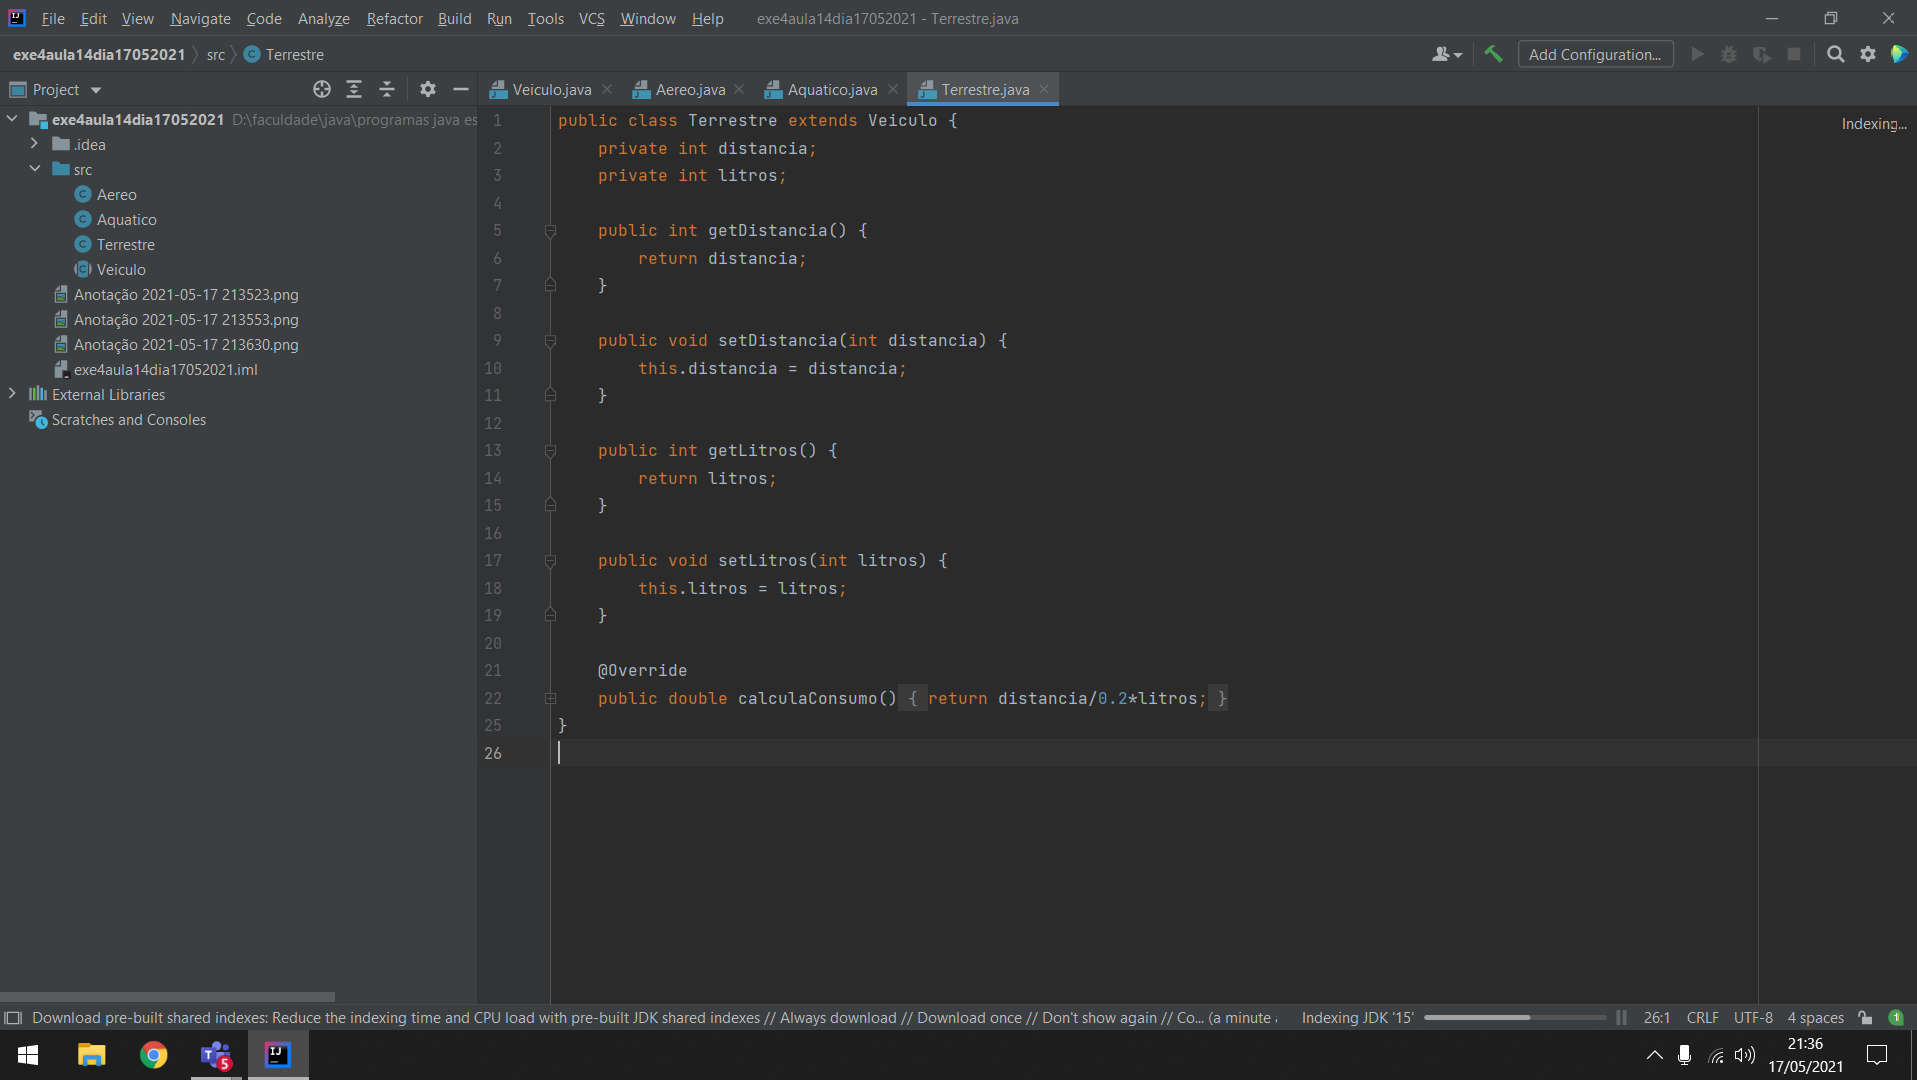 File Edit View Navigate Code Analyze Refactor Build Run Tools VCS Window Help exe4aula14dia17052021 - Terrestre.java
exe4aula14dia17052021 src Terrestre Add Configuration...
Project Veiculo.java Aereo.java Aquatico.java Terrestre.java
exe4aula14dia17052021 D:\faculdade\java\programas java es
.idea
src
Aereo
Aquatico
Terrestre
Veiculo
Anotação 2021-05-17 213523.png
Anotação 2021-05-17 213553.png
Anotação 2021-05-17 213630.png
exe4aula14dia17052021.iml
External Libraries
Scratches and Consoles
Indexing...
1 public class Terrestre extends Veiculo {
2 private int distancia;
3 private int litros;
4
5 public int getDistancia() {
6 return distancia;
7 }
8
9 public void setDistancia(int distancia) {
10 this.distancia = distancia;
11 }
12
13 public int getLitros() {
14 return litros;
15 }
16
17 public void setLitros(int litros) {
18 this.litros = litros;
19 }
20
21 @Override
22 public double calculaConsumo() { return distancia/0.2*litros; }
25 }
26
Download pre-built shared indexes: Reduce the indexing time and CPU load with pre-built JDK shared indexes // Always download // Download once // Don't show again // Co... (a minute a Indexing JDK '15' 26:1 CRLF UTF-8 4 spaces 1
T 5 IJ 21:36
17/05/2021